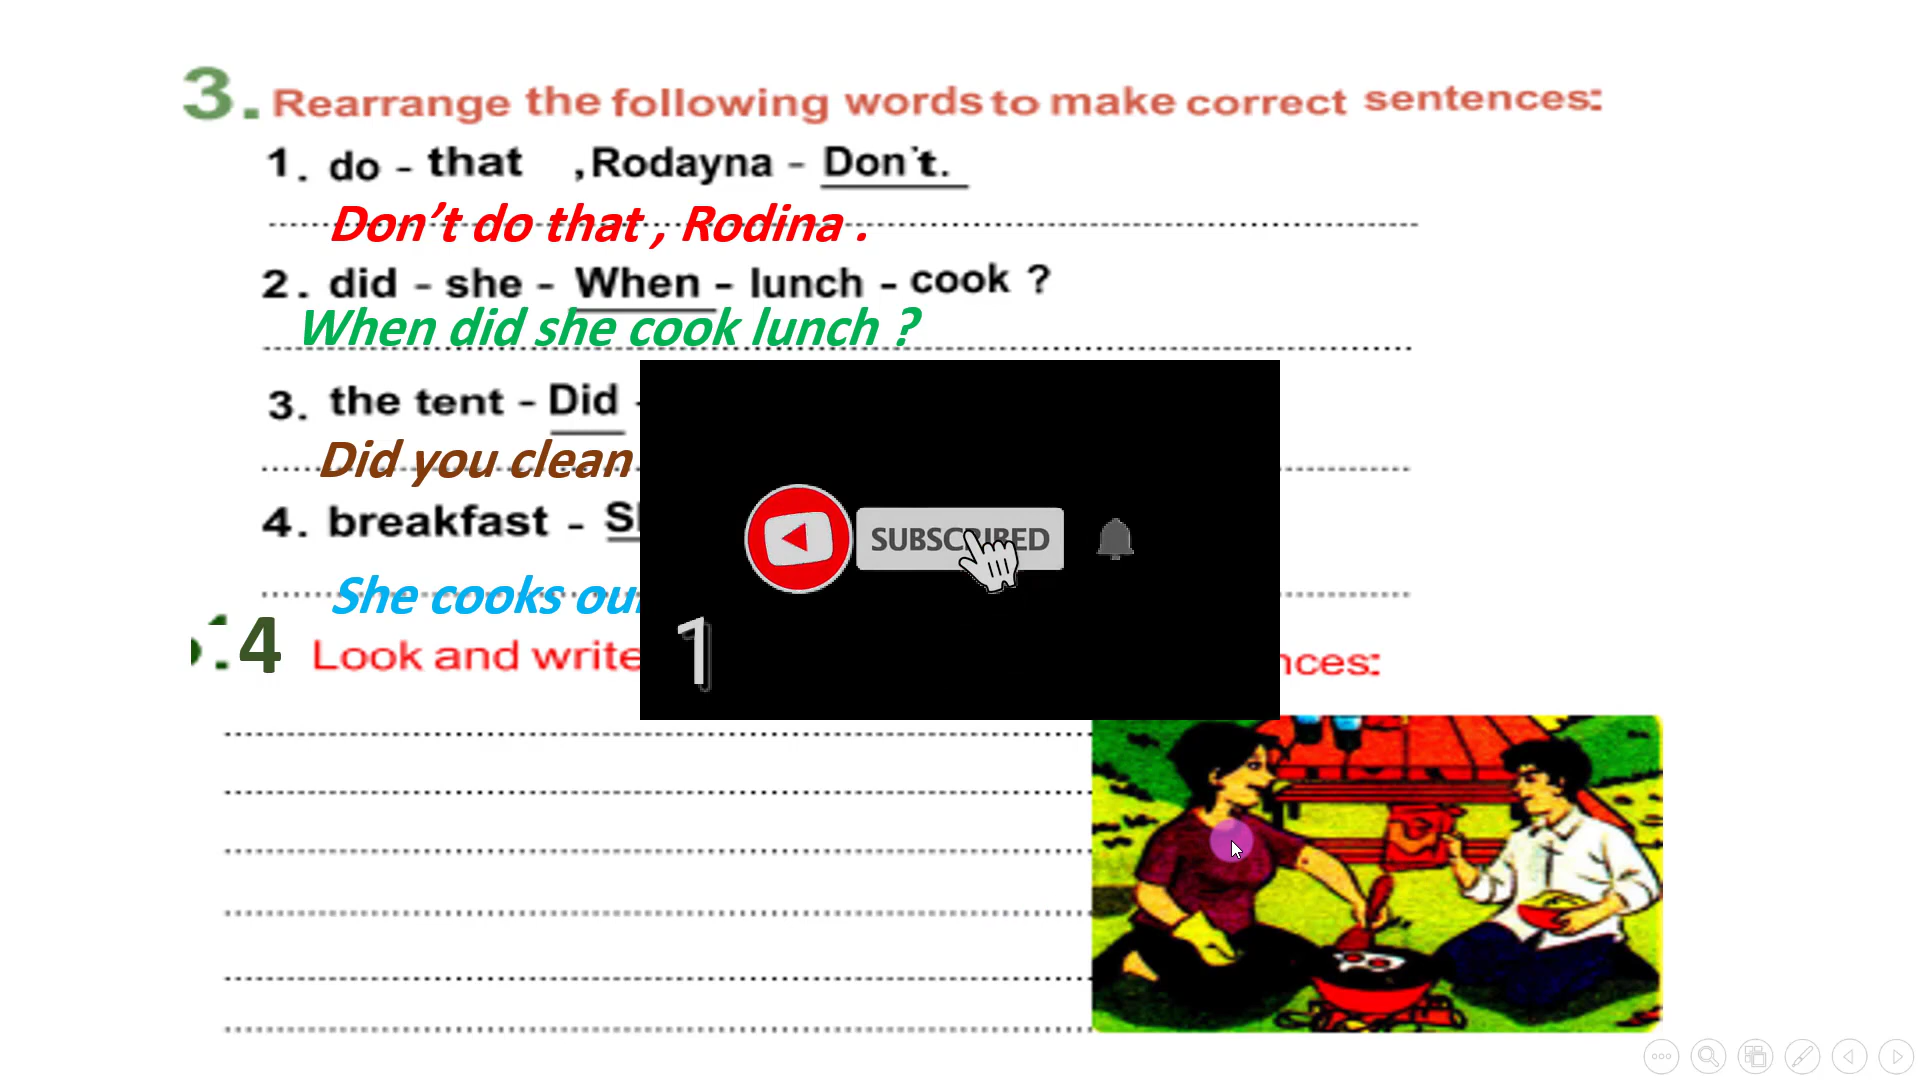 3. Rearrange the following words to make correct sentences:
1. do - that , Rodayna - Don't.
Don't do that , Rodina .
2. did - she - When - lunch - cook ?
When did she cook lunch ?
3. the tent - Did -
Did you clean
4. breakfast -
She cooks
4 Look and write
SUBSCRIBED
1